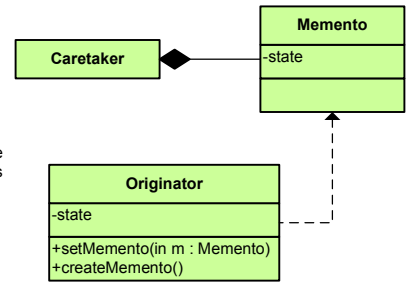 Memento
Caretaker
-state
e
s
Originator
-state
+setMemento(in m : Memento)
+createMemento()